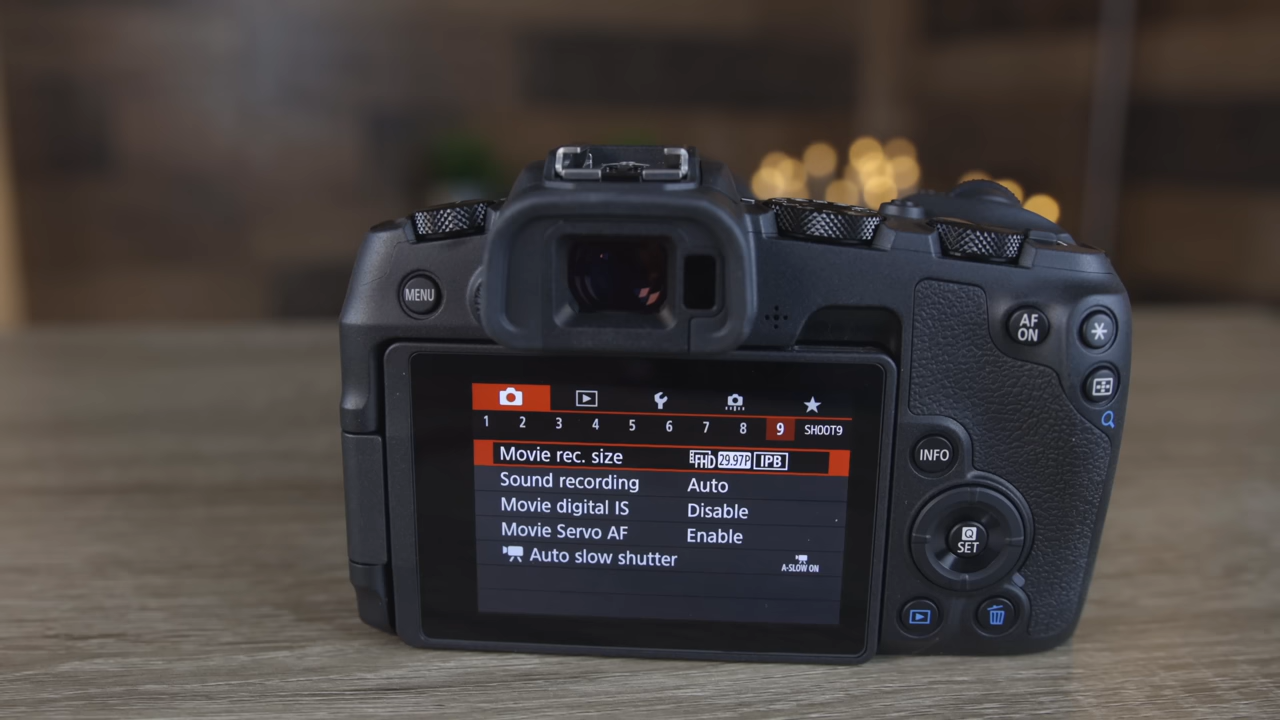 MENU
AF
ON
1 2 3 4 5 6 7 8 9 SHOOT9
Movie rec. size FHD 29.97P IPB
Sound recording Auto
Movie digital IS Disable
Movie Servo AF Enable
Auto slow shutter A-SLOW ON
INFO
Q
SET